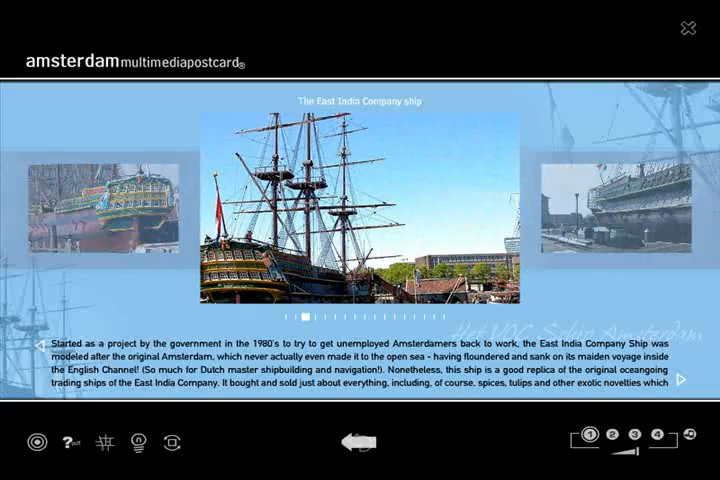 amsterdammultimediapostcard®
The East India Company ship
Het VOC-Schip Amsterdam
Started as a project by the government in the 1980's to try to get unemployed Amsterdamers back to work, the East India Company Ship was
modeled after the original Amsterdam, which never actually even made it to the open sea - having floundered and sank on its maiden voyage inside
the English Channel! (So much for Dutch master shipbuilding and navigation!). Nonetheless, this ship is a good replica of the original oceangoing
trading ships of the East India Company. It bought and sold just about everything, including, of course, spices, tulips and other exotic novelties which
?pdf
1 2 3 4